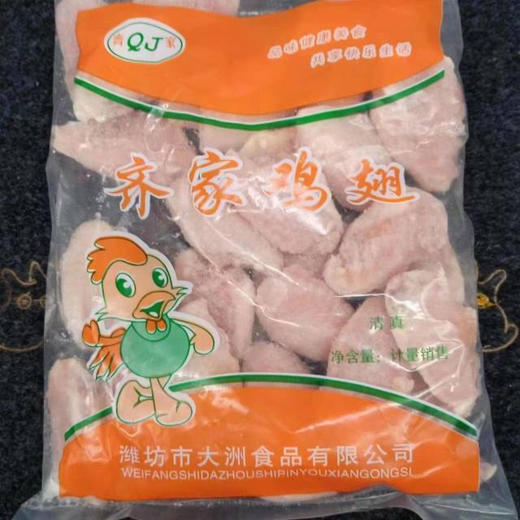 齐 QJ 家
品味健康美食
共享快乐生活
齐家鸡翅
清真
净含量：计量销售
潍坊市大洲食品有限公司
WEIFANGSHIDAZHOUSHIPINYOUXIANGONGSI